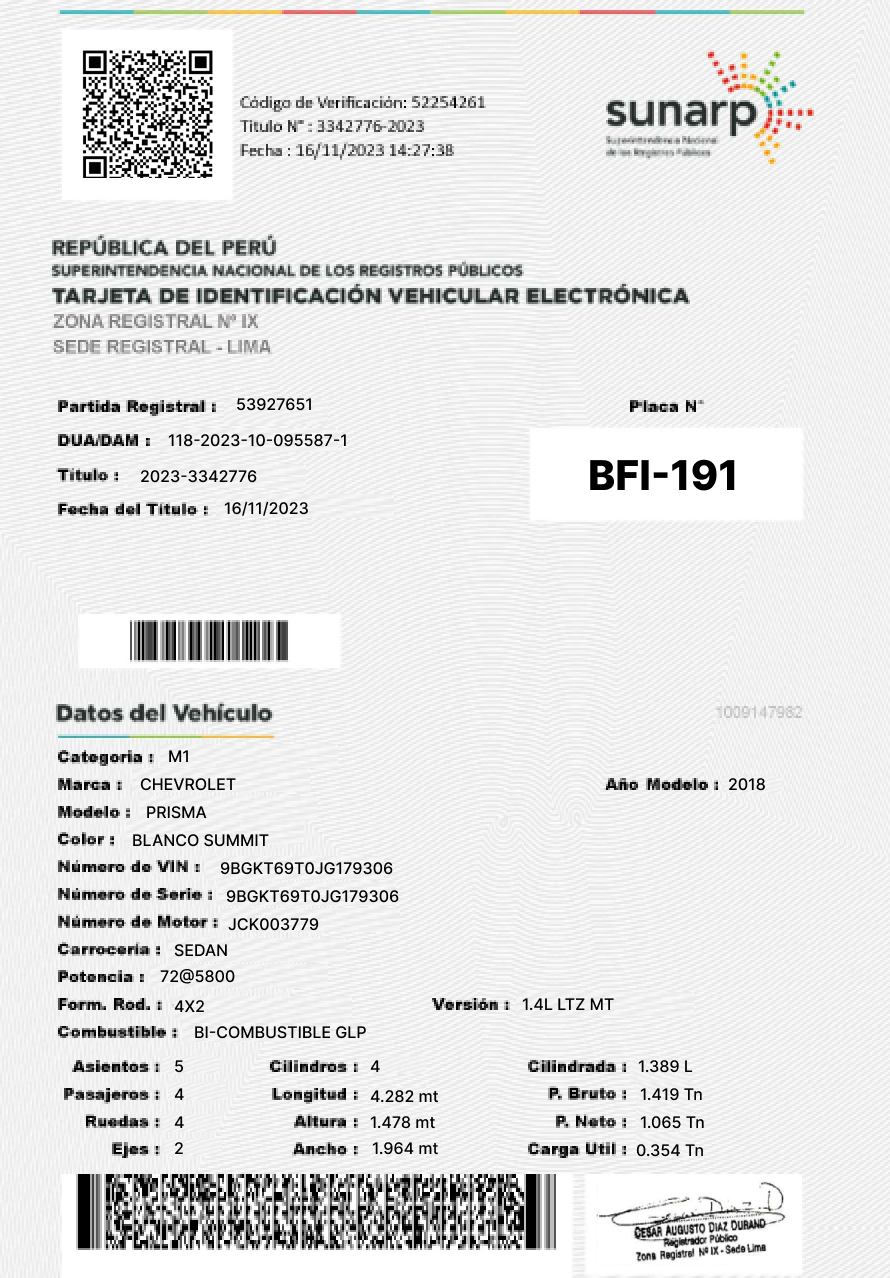 Código de Verificación: 52254261
Titulo N° : 3342776-2023
Fecha : 16/11/2023 14:27:38
sunarp
Superintendencia Nacional
de los Registros Públicos
REPÚBLICA DEL PERÚ
SUPERINTENDENCIA NACIONAL DE LOS REGISTROS PÚBLICOS
TARJETA DE IDENTIFICACIÓN VEHICULAR ELECTRÓNICA
ZONA REGISTRAL Nº IX
SEDE REGISTRAL - LIMA
Partida Registral : 53927651
Placa N°
DUA/DAM : 118-2023-10-095587-1
BFI-191
Titulo : 2023-3342776
Fecha del Titulo : 16/11/2023
Datos del Vehículo
1009147982
Categoria : M1
Marca : CHEVROLET Año Modelo : 2018
Modelo : PRISMA
Color : BLANCO SUMMIT
Número de VIN : 9BGKT69T0JG179306
Número de Serie : 9BGKT69T0JG179306
Número de Motor : JCK003779
Carrocería : SEDAN
Potencia : 72@5800
Form. Rod. : 4X2 Versión : 1.4L LTZ MT
Combustible : BI-COMBUSTIBLE GLP
Asientos : 5 Cilindros : 4 Cilindrada : 1.389 L
Pasajeros : 4 Longitud : 4.282 mt P. Bruto : 1.419 Tn
Ruedas : 4 Altura : 1.478 mt P. Neto : 1.065 Tn
Ejes : 2 Ancho : 1.964 mt Carga Util : 0.354 Tn
CESAR AUGUSTO DIAZ DURAND
Registrador Público
Zona Registral Nº IX - Sede Lima